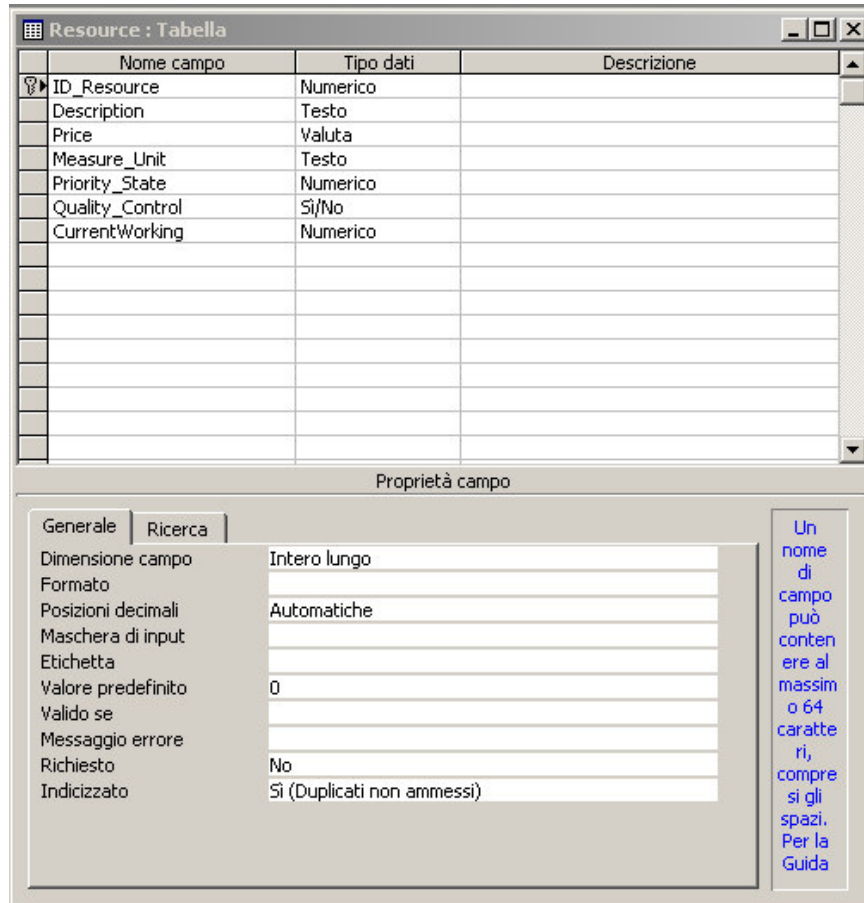 Resource : Tabella
Nome campo Tipo dati Descrizione
ID_Resource Numerico
Description Testo
Price Valuta
Measure_Unit Testo
Priority_State Numerico
Quality_Control Sì/No
CurrentWorking Numerico
Proprietà campo
Generale Ricerca
Dimensione campo Intero lungo
Formato
Posizioni decimali Automatiche
Maschera di input
Etichetta
Valore predefinito 0
Valido se
Messaggio errore
Richiesto No
Indicizzato Sì (Duplicati non ammessi)
Un
nome
di
campo
può
conten
ere al
massim
o 64
caratte
ri,
compre
si gli
spazi.
Per la
Guida